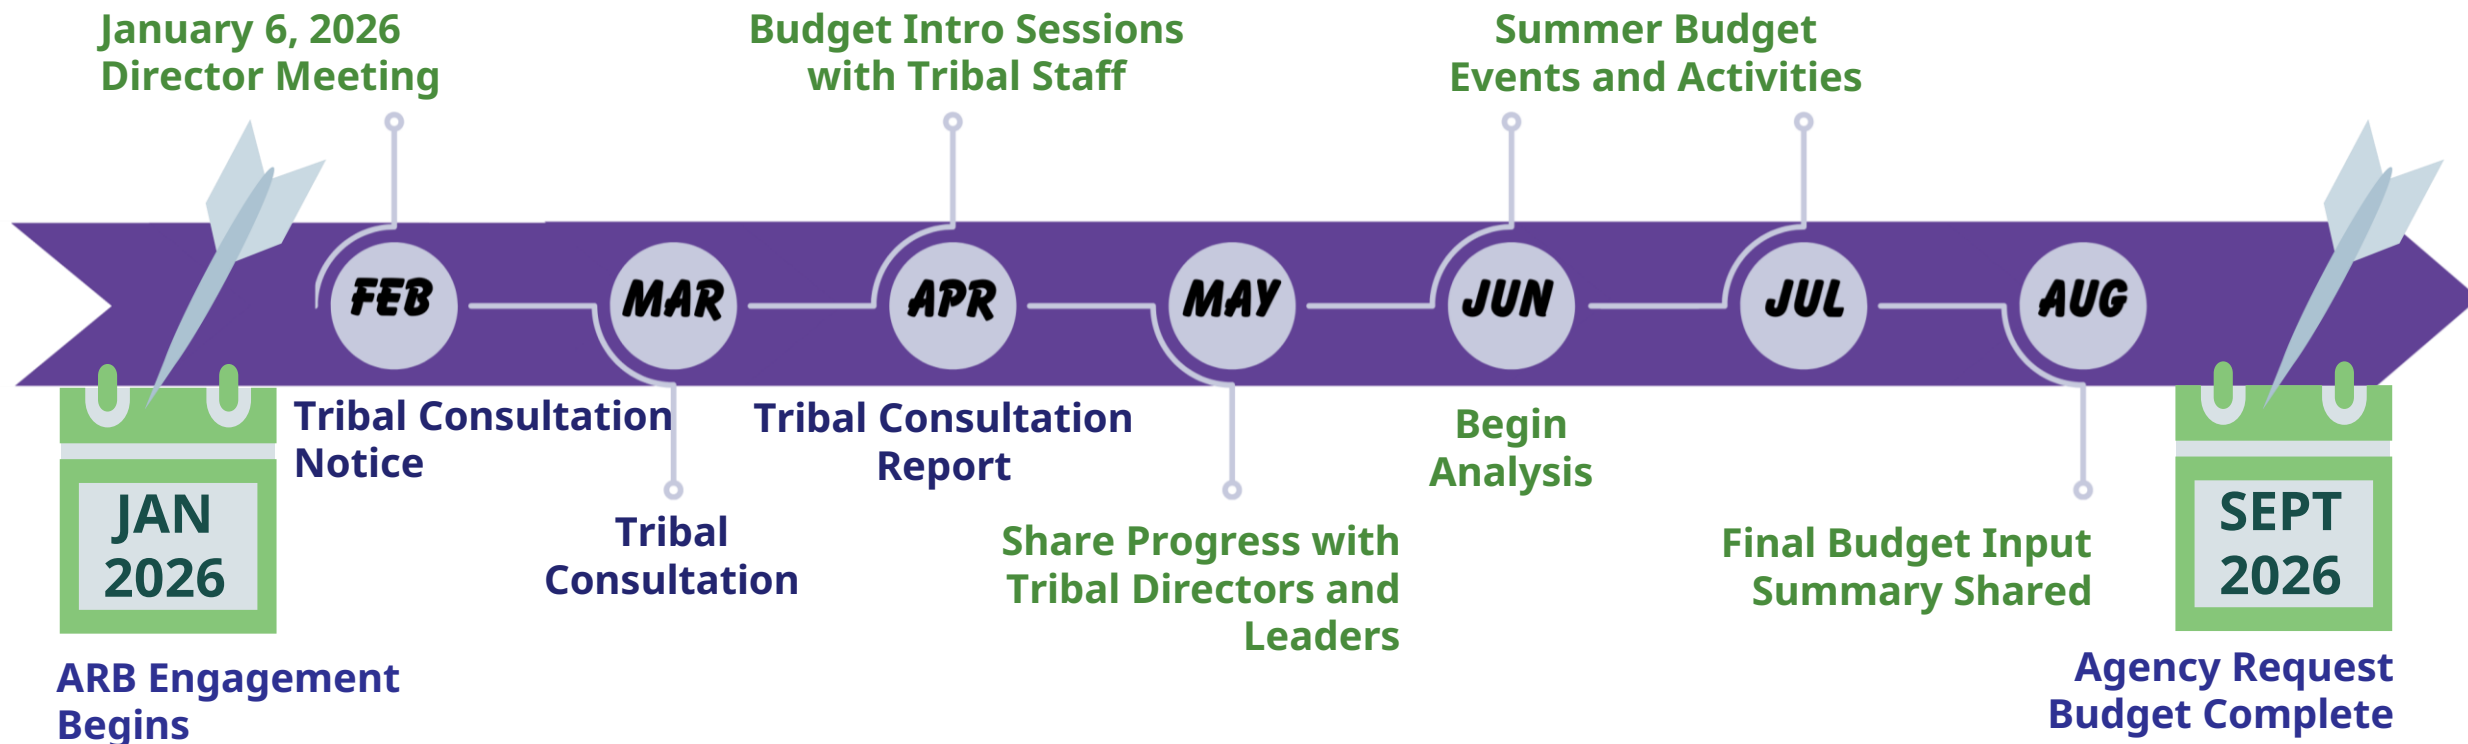 January 6, 2026
Director Meeting
Budget Intro Sessions
with Tribal Staff
Summer Budget
Events and Activities
FEB
MAR
APR
MAY
JUN
JUL
AUG
Tribal Consultation
Notice
Tribal Consultation
Report
Begin
Analysis
JAN
2026
Tribal
Consultation
Share Progress with
Tribal Directors and
Leaders
Final Budget Input
Summary Shared
SEPT
2026
ARB Engagement
Begins
Agency Request
Budget Complete